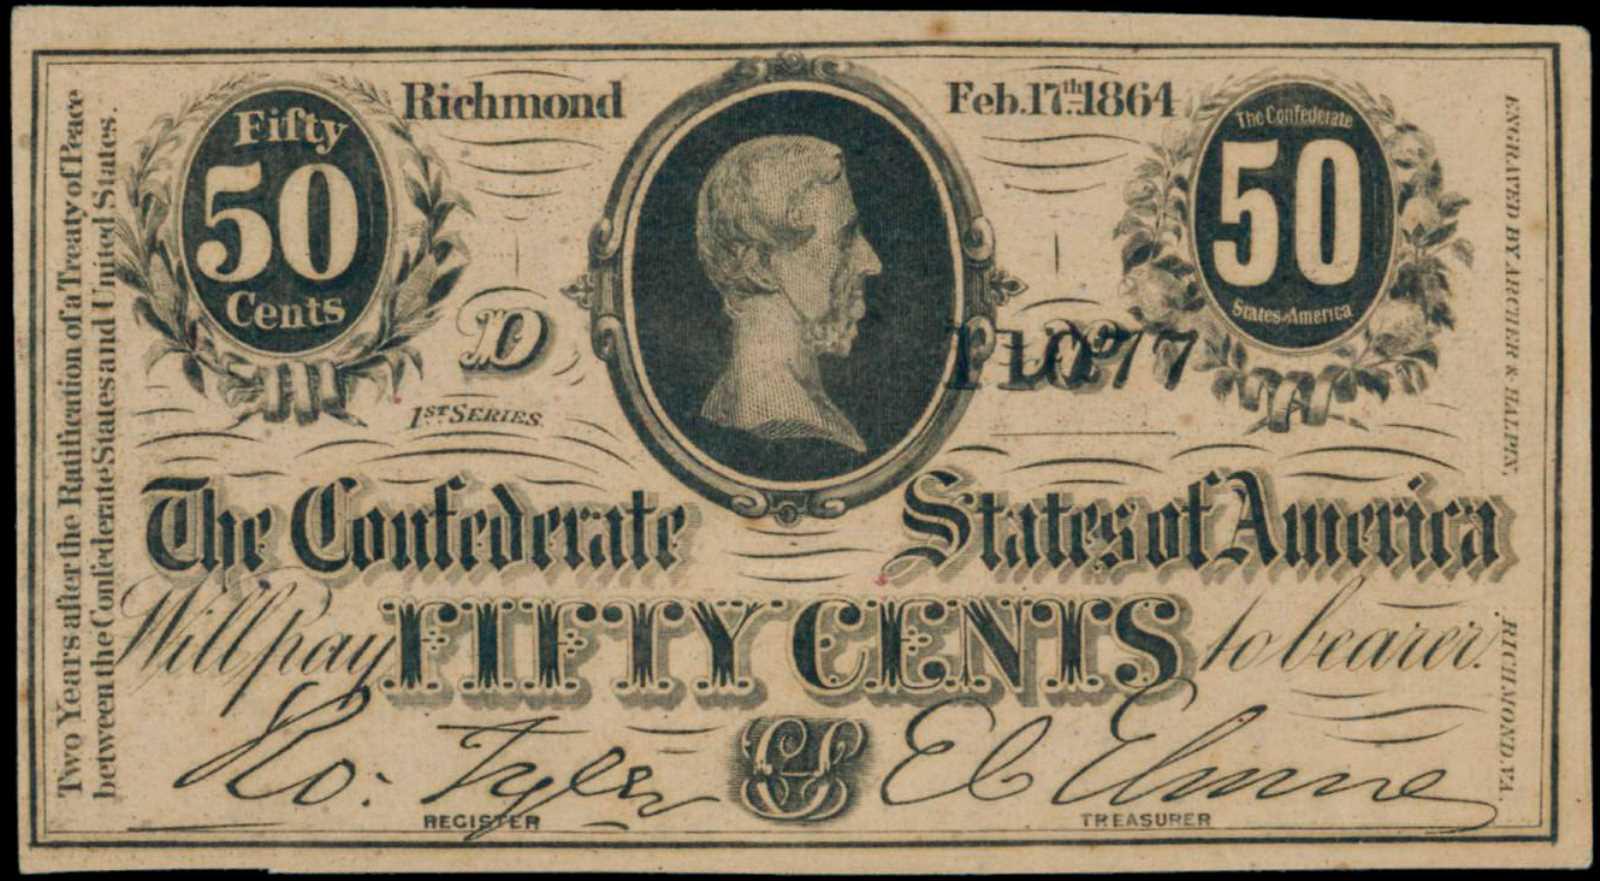 Two Years after the Ratification of a Treaty of Peace
between the Confederate States and United States.
Fifty
50
Cents
Richmond
Feb. 17th 1864
The Confederate
50
States of America
D
1ST SERIES.
11077
The Confederate States of America
Will pay FIFTY CENTS to bearer.
Ro. Tyler
REGISTER
CS
E C Elmore
TREASURER
ENGRAVED BY ARCHER & HALPIN, RICHMOND, VA.